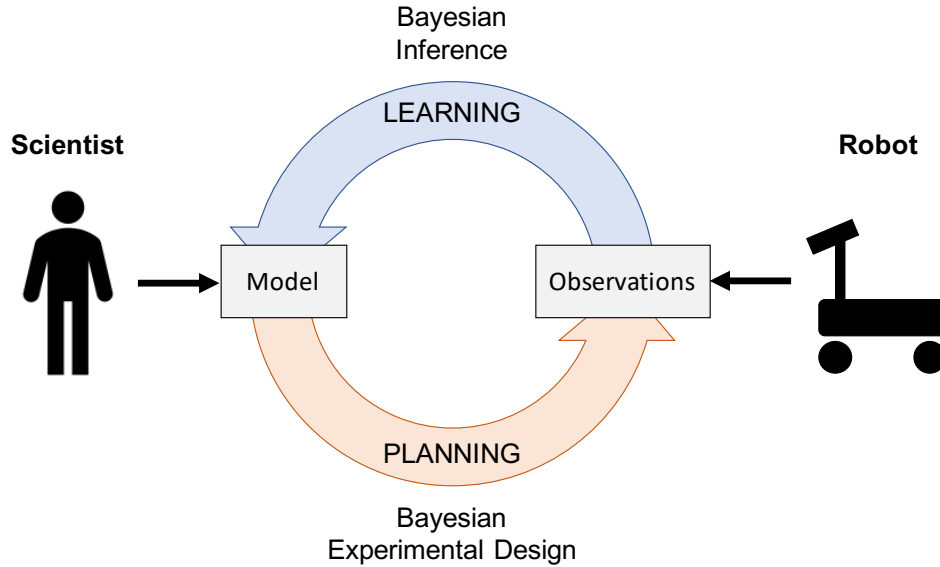 Bayesian
Inference
LEARNING
Scientist
Robot
Model
Observations
PLANNING
Bayesian
Experimental Design